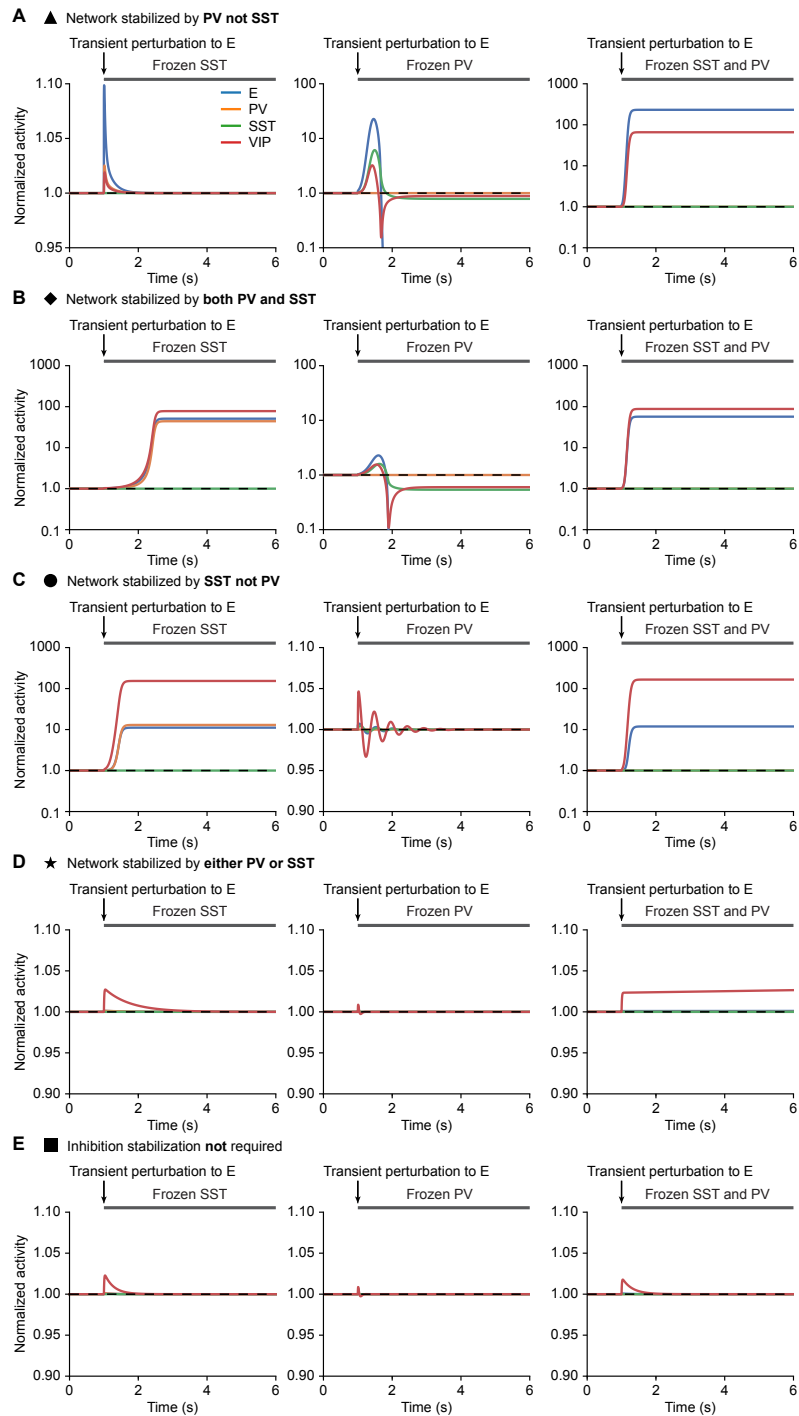 A ▲ Network stabilized by PV not SST
Transient perturbation to E
Frozen SST
Normalized activity
1.10
1.05
1.0
0.95
E
PV
SST
VIP
0 2 4 6
Time (s)
Transient perturbation to E
Frozen PV
100
10
1.0
0.1
0 2 4 6
Time (s)
Transient perturbation to E
Frozen SST and PV
1000
100
10
1.0
0.1
0 2 4 6
Time (s)
B ◆ Network stabilized by both PV and SST
Transient perturbation to E
Frozen SST
Normalized activity
1000
100
10
1.0
0.1
0 2 4 6
Time (s)
Transient perturbation to E
Frozen PV
100
10
1.0
0.1
0 2 4 6
Time (s)
Transient perturbation to E
Frozen SST and PV
1000
100
10
1.0
0.1
0 2 4 6
Time (s)
C ● Network stabilized by SST not PV
Transient perturbation to E
Frozen SST
Normalized activity
1000
100
10
1.0
0.1
0 2 4 6
Time (s)
Transient perturbation to E
Frozen PV
1.10
1.05
1.00
0.95
0.90
0 2 4 6
Time (s)
Transient perturbation to E
Frozen SST and PV
1000
100
10
1.0
0.1
0 2 4 6
Time (s)
D ★ Network stabilized by either PV or SST
Transient perturbation to E
Frozen SST
Normalized activity
1.10
1.05
1.00
0.95
0.90
0 2 4 6
Time (s)
Transient perturbation to E
Frozen PV
1.10
1.05
1.00
0.95
0.90
0 2 4 6
Time (s)
Transient perturbation to E
Frozen SST and PV
1.10
1.05
1.00
0.95
0.90
0 2 4 6
Time (s)
E ■ Inhibition stabilization not required
Transient perturbation to E
Frozen SST
Normalized activity
1.10
1.05
1.00
0.95
0.90
0 2 4 6
Time (s)
Transient perturbation to E
Frozen PV
1.10
1.05
1.00
0.95
0.90
0 2 4 6
Time (s)
Transient perturbation to E
Frozen SST and PV
1.10
1.05
1.00
0.95
0.90
0 2 4 6
Time (s)